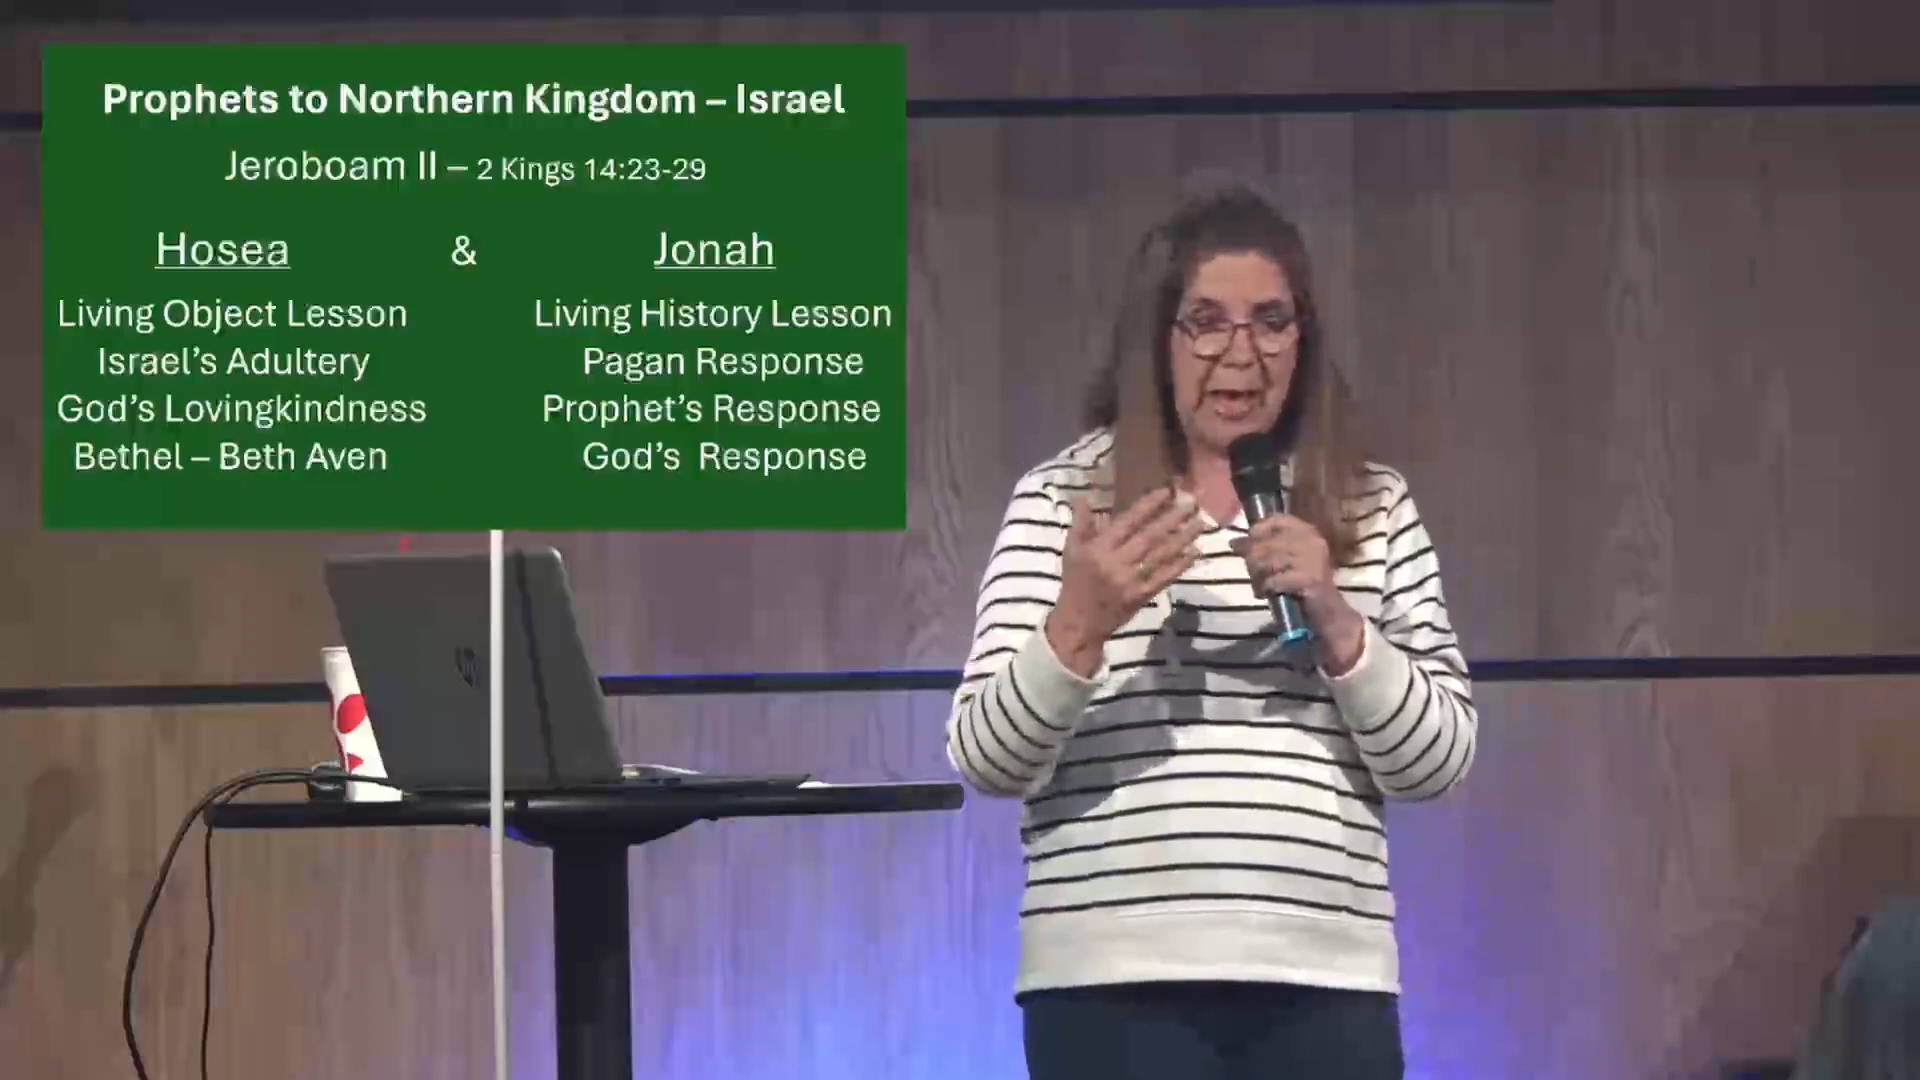 Prophets to Northern Kingdom – Israel
Jeroboam II – 2 Kings 14:23-29
Hosea & Jonah
Living Object Lesson
Israel's Adultery
God's Lovingkindness
Bethel – Beth Aven
Living History Lesson
Pagan Response
Prophet's Response
God's  Response
hp